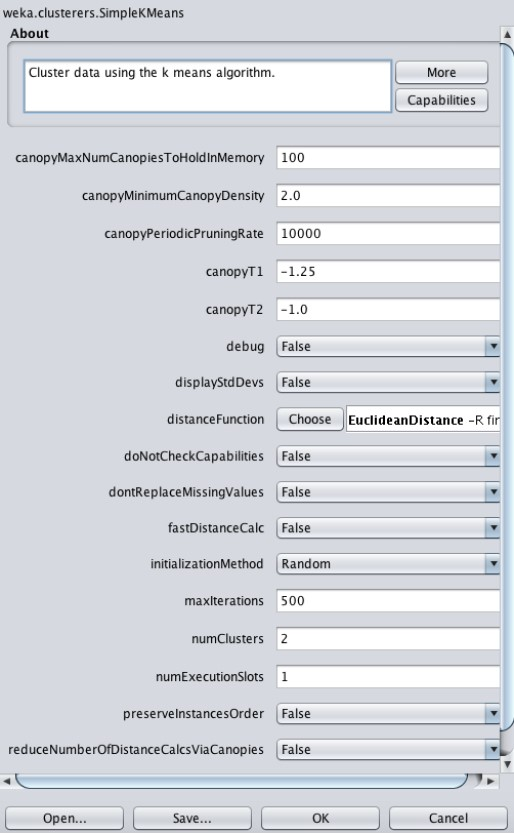 weka.clusterers.SimpleKMeans
About
Cluster data using the k means algorithm.
More
Capabilities
canopyMaxNumCanopiesToHoldInMemory 100
canopyMinimumCanopyDensity 2.0
canopyPeriodicPruningRate 10000
canopyT1 -1.25
canopyT2 -1.0
debug False
displayStdDevs False
distanceFunction Choose EuclideanDistance -R fir
doNotCheckCapabilities False
dontReplaceMissingValues False
fastDistanceCalc False
initializationMethod Random
maxIterations 500
numClusters 2
numExecutionSlots 1
preserveInstancesOrder False
reduceNumberOfDistanceCalcsViaCanopies False
Open... Save... OK Cancel